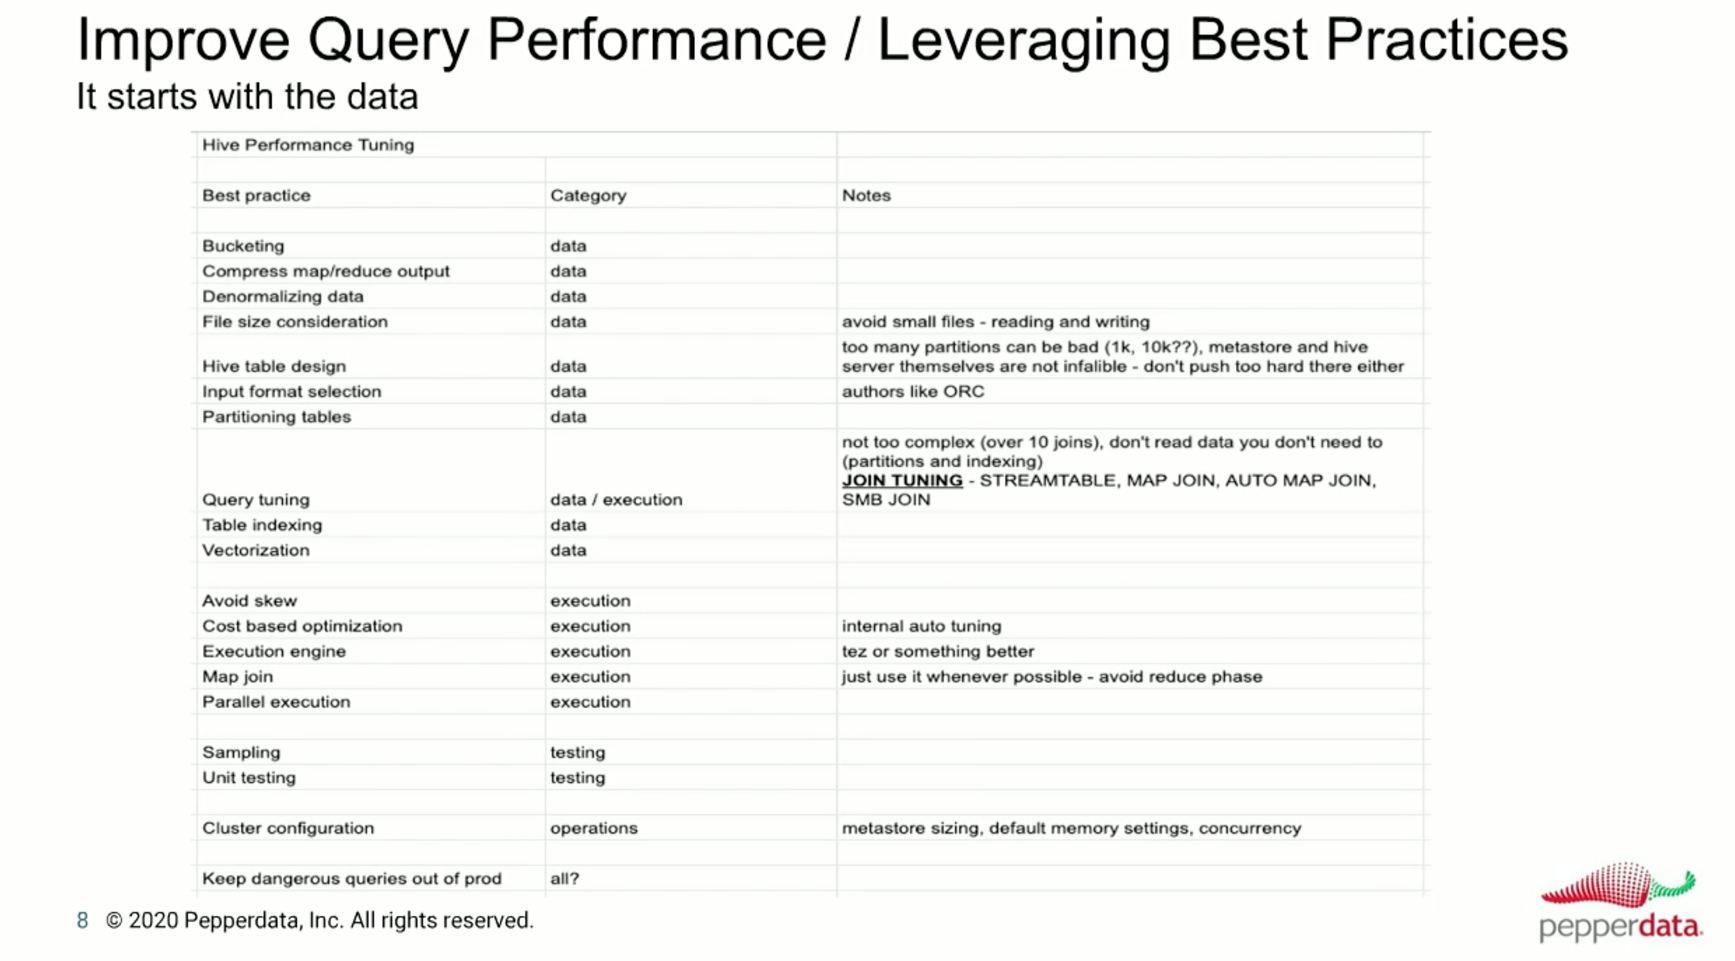 Improve Query Performance / Leveraging Best Practices
It starts with the data
Hive Performance Tuning
Best practice Category Notes
Bucketing data
Compress map/reduce output data
Denormalizing data data
File size consideration data avoid small files - reading and writing
too many partitions can be bad (1k, 10k??), metastore and hive
Hive table design data server themselves are not infalible - don't push too hard there either
Input format selection data authors like ORC
Partitioning tables data
not too complex (over 10 joins), don't read data you don't need to
(partitions and indexing)
JOIN TUNING - STREAMTABLE, MAP JOIN, AUTO MAP JOIN,
Query tuning data / execution SMB JOIN
Table indexing data
Vectorization data
Avoid skew execution
Cost based optimization execution internal auto tuning
Execution engine execution tez or something better
Map join execution just use it whenever possible - avoid reduce phase
Parallel execution execution
Sampling testing
Unit testing testing
Cluster configuration operations metastore sizing, default memory settings, concurrency
Keep dangerous queries out of prod all?
8 © 2020 Pepperdata, Inc. All rights reserved.
pepperdata.